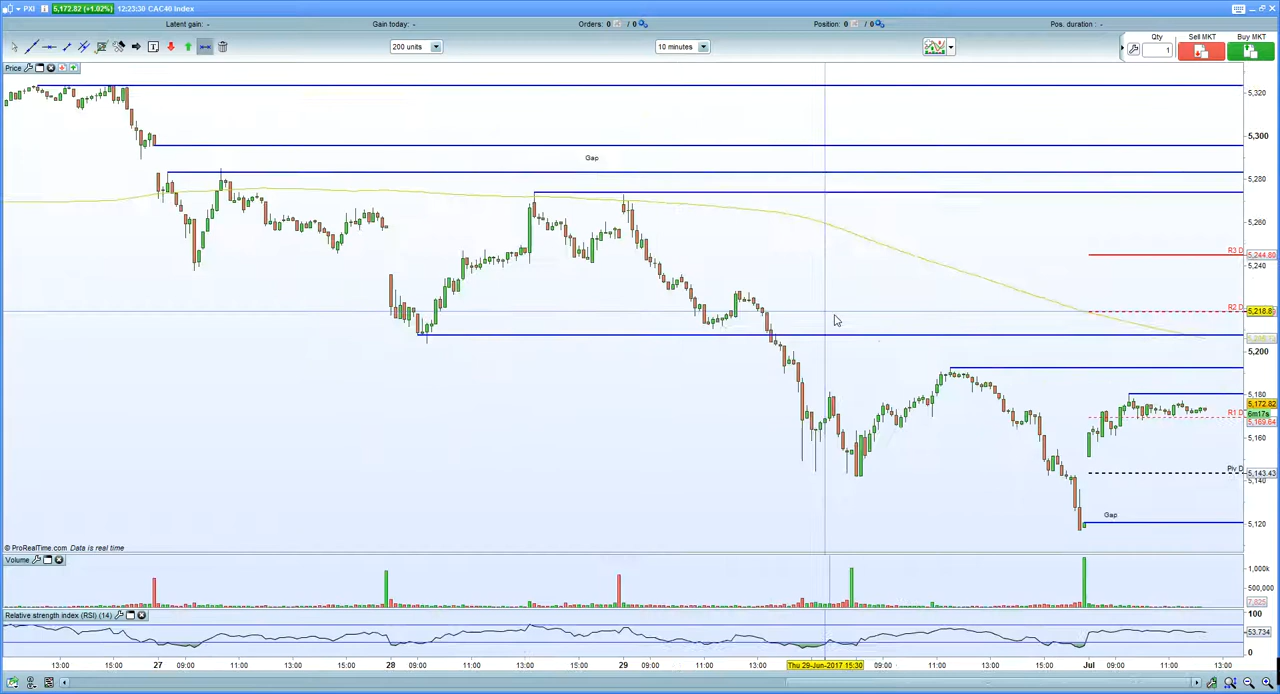 PXI 5,172.82 (+1.02%) 12:23:30 CAC40 Index
Latent gain: - Gain today: - Orders: 0 / 0 Position: 0 / 0 Pos. duration : -
200 units 10 minutes Qty Sell MKT Buy MKT
1
Price
5,320
5,300
Gap
5,280
5,260
R3 D 5,244.80
5,240
R2 D 5,218.8
5,200
5,180
5,172.82
6m17s
R1 D
5,169.64
5,160
Piv D 5,143.43
5,140
Gap
5,120
© ProRealTime.com Data is real time
Volume
1,000k
500,000
7,825
Relative strength index (RSI) (14)
100
53.734
0
13:00 15:00 27 09:00 11:00 13:00 15:00 28 09:00 11:00 13:00 15:00 29 09:00 11:00 13:00 Thu 29-Jun-2017 15:30 09:00 11:00 13:00 15:00 Jul 09:00 11:00 13:00